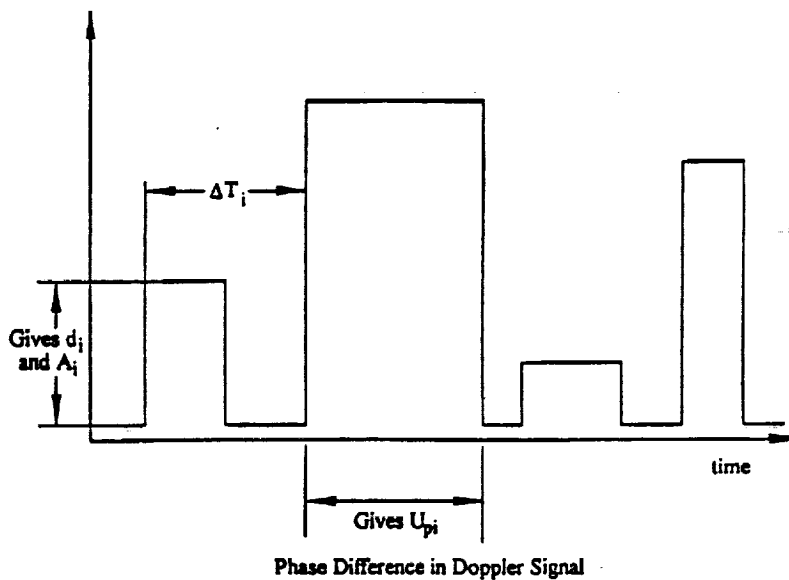 ΔT_i
Gives d_i
and A_i
time
Gives U_pi
Phase Difference in Doppler Signal